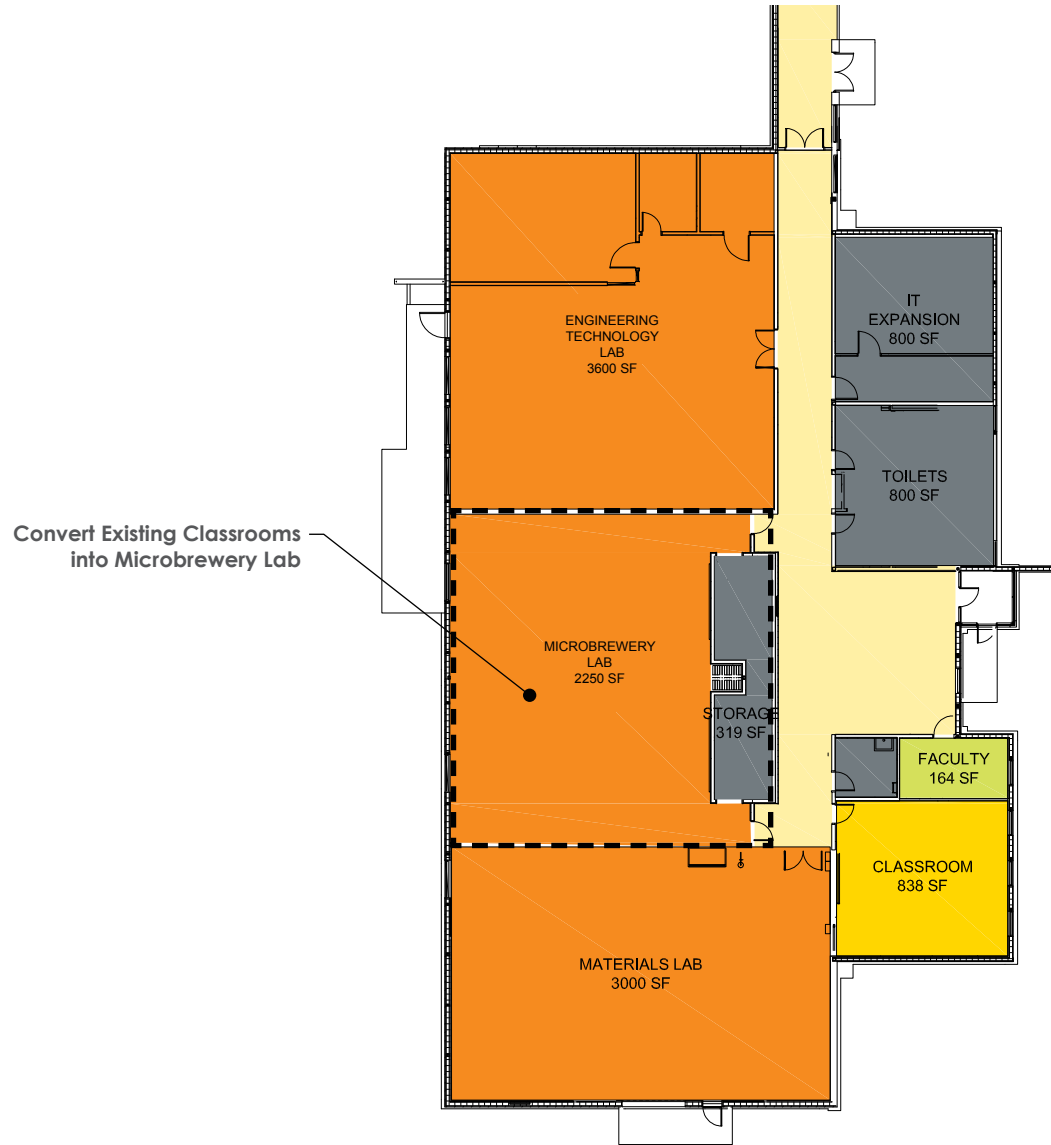 ENGINEERING
TECHNOLOGY
LAB
3600 SF
IT
EXPANSION
800 SF
TOILETS
800 SF
Convert Existing Classrooms
into Microbrewery Lab
MICROBREWERY
LAB
2250 SF
STORAGE
319 SF
FACULTY
164 SF
CLASSROOM
838 SF
MATERIALS LAB
3000 SF